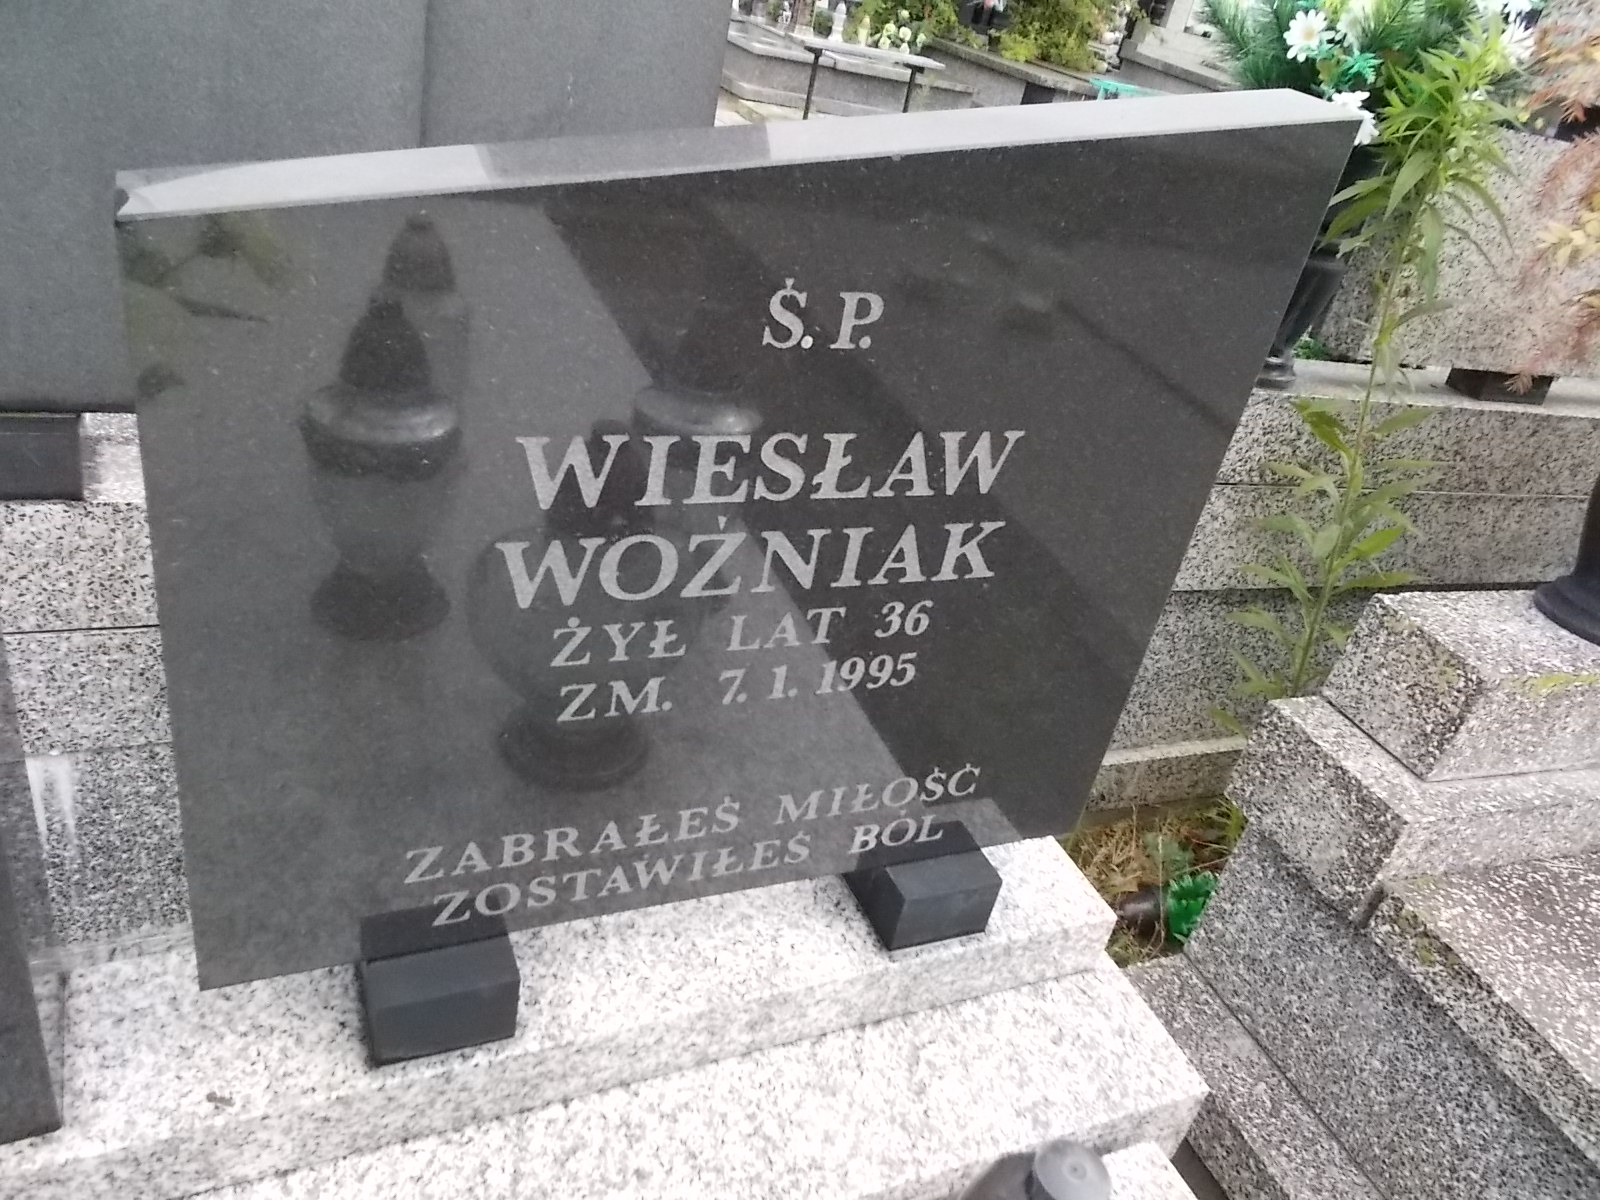 Ś. P.
WIESŁAW
WOŹNIAK
ŻYŁ LAT 36
ZM. 7. 1. 1995
ZABRAŁEŚ MIŁOŚĆ
ZOSTAWIŁEŚ BÓL